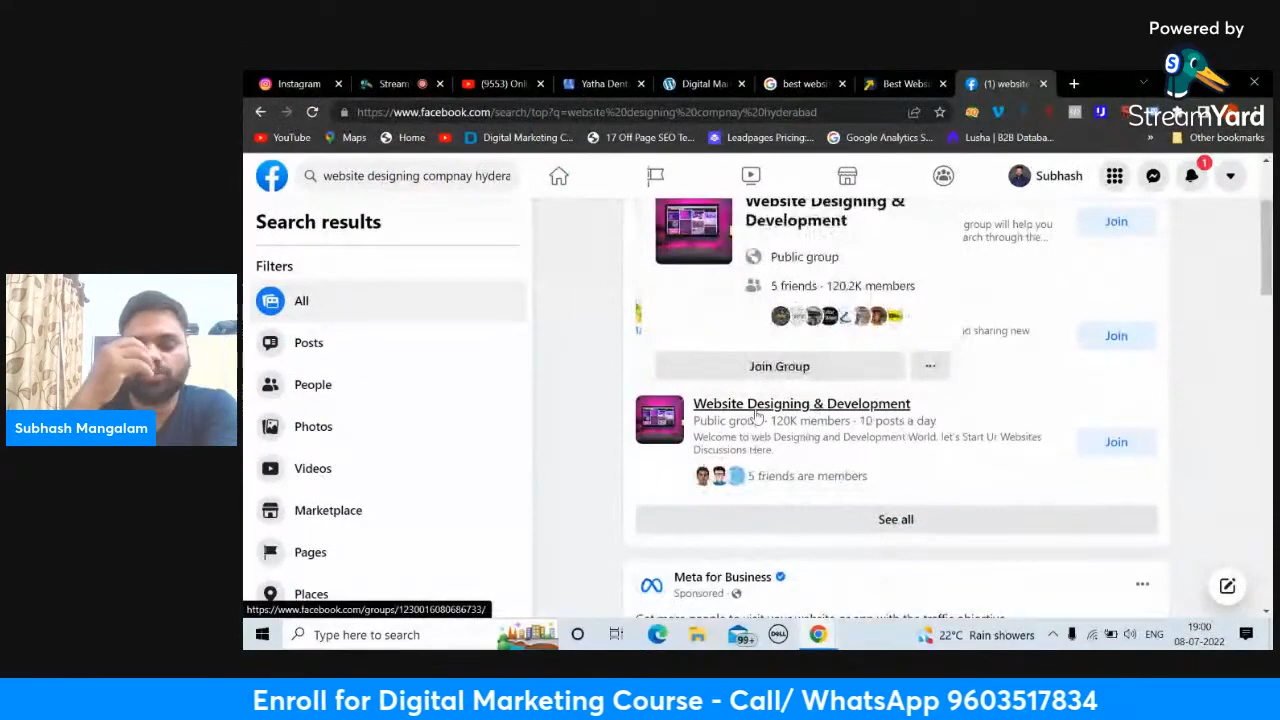 Powered by
StreamYard
Instagram
Stream
(9553) Onli
Yatha Dent
Digital Mar
best websi
Best Webs
(1) website
https://www.facebook.com/search/top?q=website%20designing%20compnay%20hyderabad
YouTube
Maps
Home
Digital Marketing C...
17 Off Page SEO Te...
Leadpages Pricing:...
Google Analytics S...
Lusha | B2B Databa...
Other bookmarks
website designing compnay hydera
Subhash
1
Search results
Filters
All
Posts
People
Photos
Videos
Marketplace
Pages
Places
https://www.facebook.com/groups/1230016080686733/
Website Designing &
Development
Public group
5 friends · 120.2K members
Join Group
group will help you
arch through the...
Join
sharing new
Join
Website Designing & Development
Public group · 120K members · 10 posts a day
Welcome to web Designing and Development World. let's Start Ur Websites
Discussions Here.
5 friends are members
Join
See all
Meta for Business
Sponsored
Subhash Mangalam
Type here to search
99+
DELL
22°C Rain showers
ENG
19:00
08-07-2022
Enroll for Digital Marketing Course - Call/ WhatsApp 9603517834